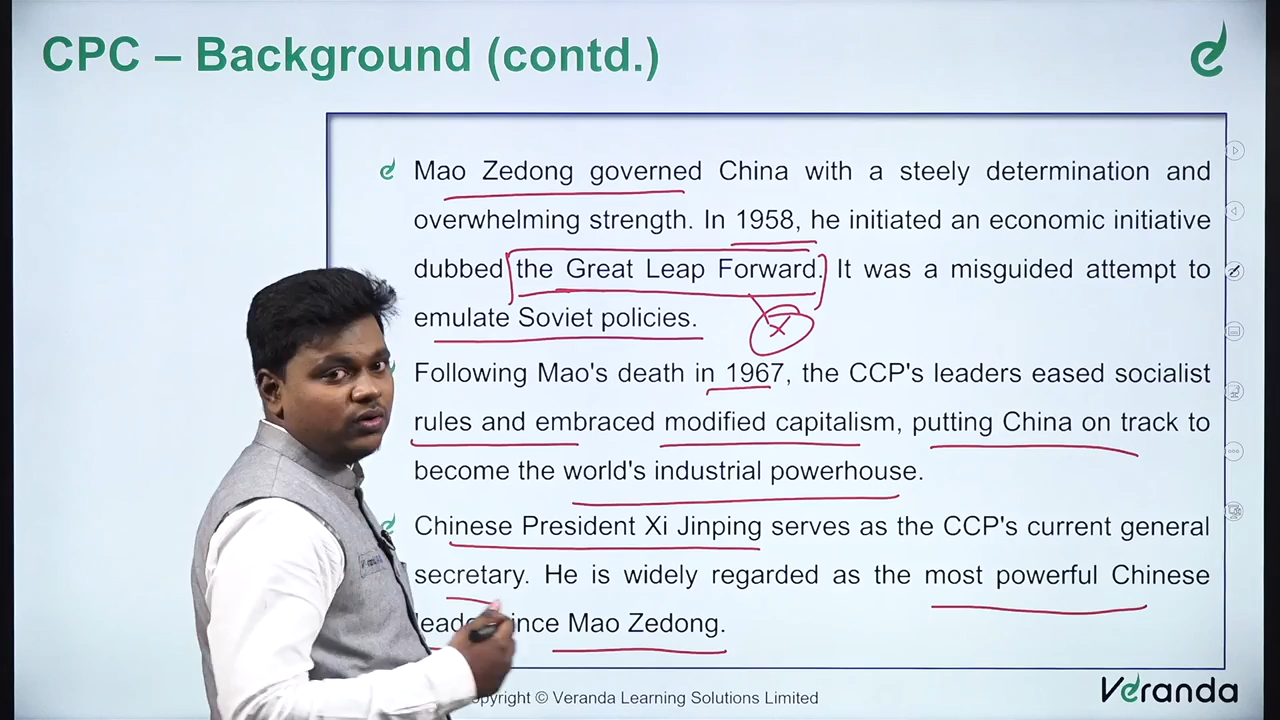 CPC – Background (contd.)
Mao Zedong governed China with a steely determination and
overwhelming strength. In 1958, he initiated an economic initiative
dubbed the Great Leap Forward. It was a misguided attempt to
emulate Soviet policies.
Following Mao's death in 1967, the CCP's leaders eased socialist
rules and embraced modified capitalism, putting China on track to
become the world's industrial powerhouse.
Chinese President Xi Jinping serves as the CCP's current general
secretary. He is widely regarded as the most powerful Chinese
Mao Zedong.
© Veranda Learning Solutions Limited
Veranda